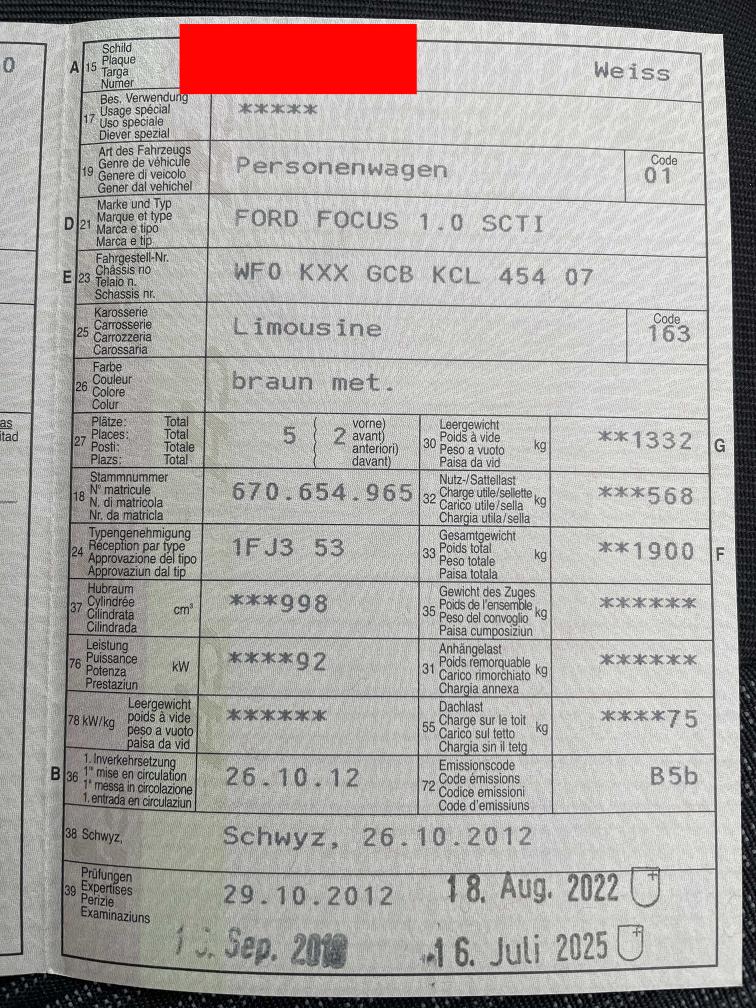 0
A 15 Schild
Plaque
Targa
Numer
Weiss
17 Bes. Verwendung
Usage spécial
Uso speciale
Diever spezial
*****
19 Art des Fahrzeugs
Genre de véhicule
Genere di veicolo
Gener dal vehichel
Personenwagen
Code
01
D 21 Marke und Typ
Marque et type
Marca e tipo
Marca e tip
FORD FOCUS 1.0 SCTI
E 23 Fahrgestell-Nr.
Châssis no
Telaio n.
Schassis nr.
WF0 KXX GCB KCL 454 07
25 Karosserie
Carrosserie
Carrozzeria
Carossaria
Limousine
Code
163
26 Farbe
Couleur
Colore
Colur
braun met.
as
itad
27 Plätze: Total
Places: Total
Posti: Totale
Plazs: Total
5 ( 2 vorne)
avant)
anteriori)
davant)
30 Leergewicht
Poids à vide
Peso a vuoto
Paisa da vid
kg
**1332 G
18 Stammnummer
N° matricule
N. di matricola
Nr. da matricla
670.654.965
32 Nutz-/Sattellast
Charge utile/sellette
Carico utile/sella
Chargia utila/sella
kg
***568
24 Typengenehmigung
Réception par type
Approvazione del tipo
Approvaziun dal tip
1FJ3 53
33 Gesamtgewicht
Poids total
Peso totale
Paisa totala
kg
**1900 F
37 Hubraum
Cylindrée
Cilindrata
Cilindrada
cm³
***998
35 Gewicht des Zuges
Poids de l'ensemble
Peso del convoglio
Paisa cumposiziun
kg
******
76 Leistung
Puissance
Potenza
Prestaziun
kW
****92
31 Anhängelast
Poids remorquable
Carico rimorchiato
Chargia annexa
kg
******
78 kW/kg Leergewicht
poids à vide
peso a vuoto
paisa da vid
******
55 Dachlast
Charge sur le toit
Carico sul tetto
Chargia sin il tetg
kg
****75
B 36 1. Inverkehrsetzung
1re mise en circulation
1a messa in circolazione
1. entrada en circulaziun
26.10.12
72 Emissionscode
Code émissions
Codice emissioni
Code d'emissiuns
B5b
38 Schwyz,
Schwyz, 26.10.2012
39 Prüfungen
Expertises
Perizie
Examinaziuns
29.10.2012
18. Aug. 2022
Sep.
16. Juli 2025